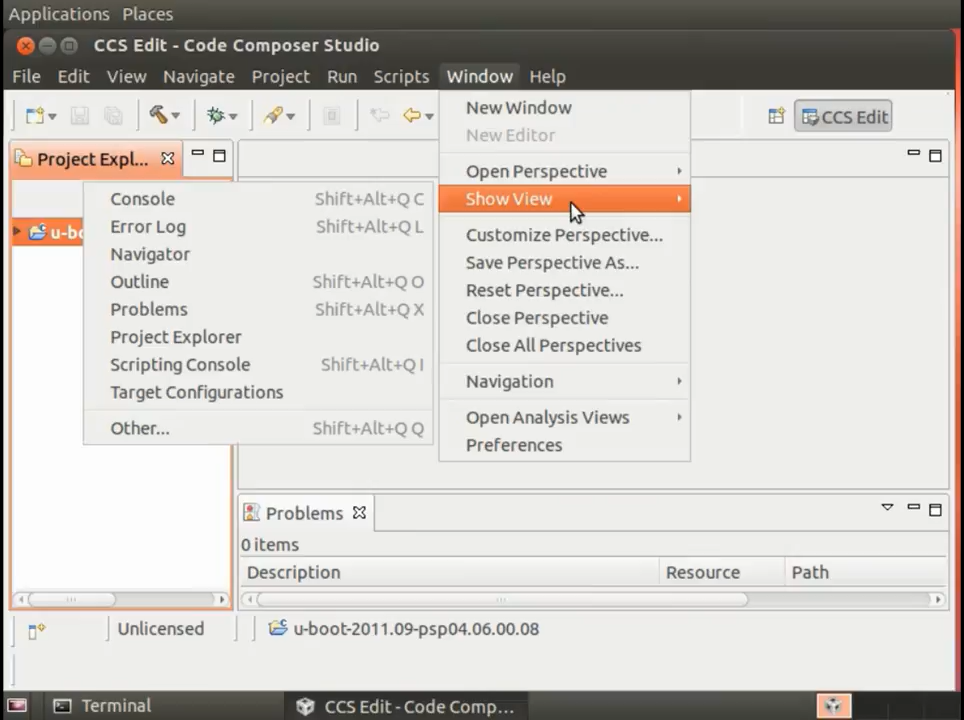 Applications Places
CCS Edit - Code Composer Studio
File Edit View Navigate Project Run Scripts Window Help
CCS Edit
New Window
New Editor
Open Perspective
Show View
Customize Perspective...
Save Perspective As...
Reset Perspective...
Close Perspective
Close All Perspectives
Navigation
Open Analysis Views
Preferences
Project Expl...
u-bo
Console Shift+Alt+Q C
Error Log Shift+Alt+Q L
Navigator
Outline Shift+Alt+Q O
Problems Shift+Alt+Q X
Project Explorer
Scripting Console Shift+Alt+Q I
Target Configurations
Other... Shift+Alt+Q Q
Problems
0 items
Description Resource Path
Unlicensed u-boot-2011.09-psp04.06.00.08
Terminal CCS Edit - Code Comp...